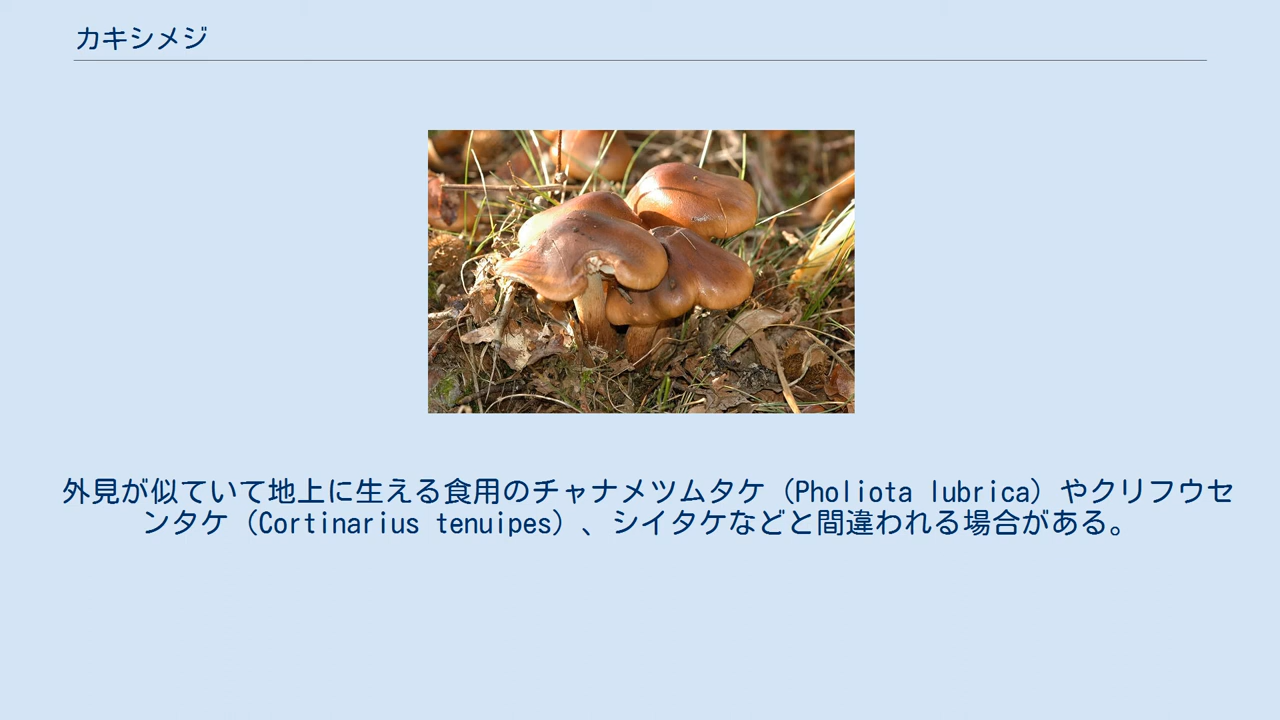 カキシメジ
外見が似ていて地上に生える食用のチャナメツムタケ（Pholiota lubrica）やクリフウセ
ンタケ（Cortinarius tenuipes）、シイタケなどと間違われる場合がある。